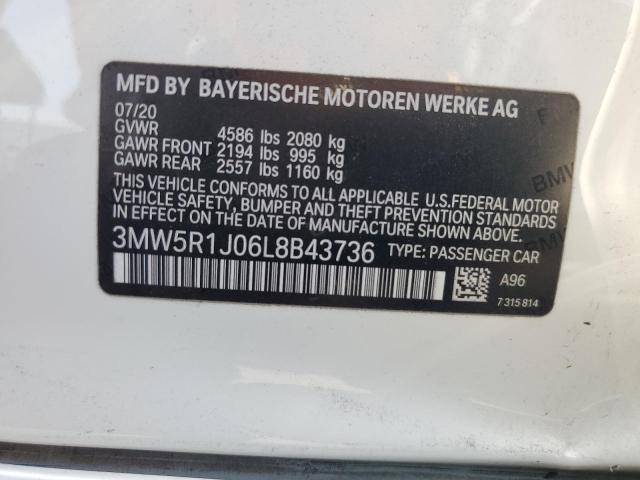 MFD BY BAYERISCHE MOTOREN WERKE AG
07/20
GVWR 4586 lbs 2080 kg
GAWR FRONT 2194 lbs 995 kg
GAWR REAR 2557 lbs 1160 kg
THIS VEHICLE CONFORMS TO ALL APPLICABLE U.S.FEDERAL MOTOR
VEHICLE SAFETY, BUMPER AND THEFT PREVENTION STANDARDS IN
EFFECT ON THE DATE OF MANUFACTURE SHOWN ABOVE.
3MW5R1J06L8B43736 TYPE: PASSENGER CAR
A96
7 315 814